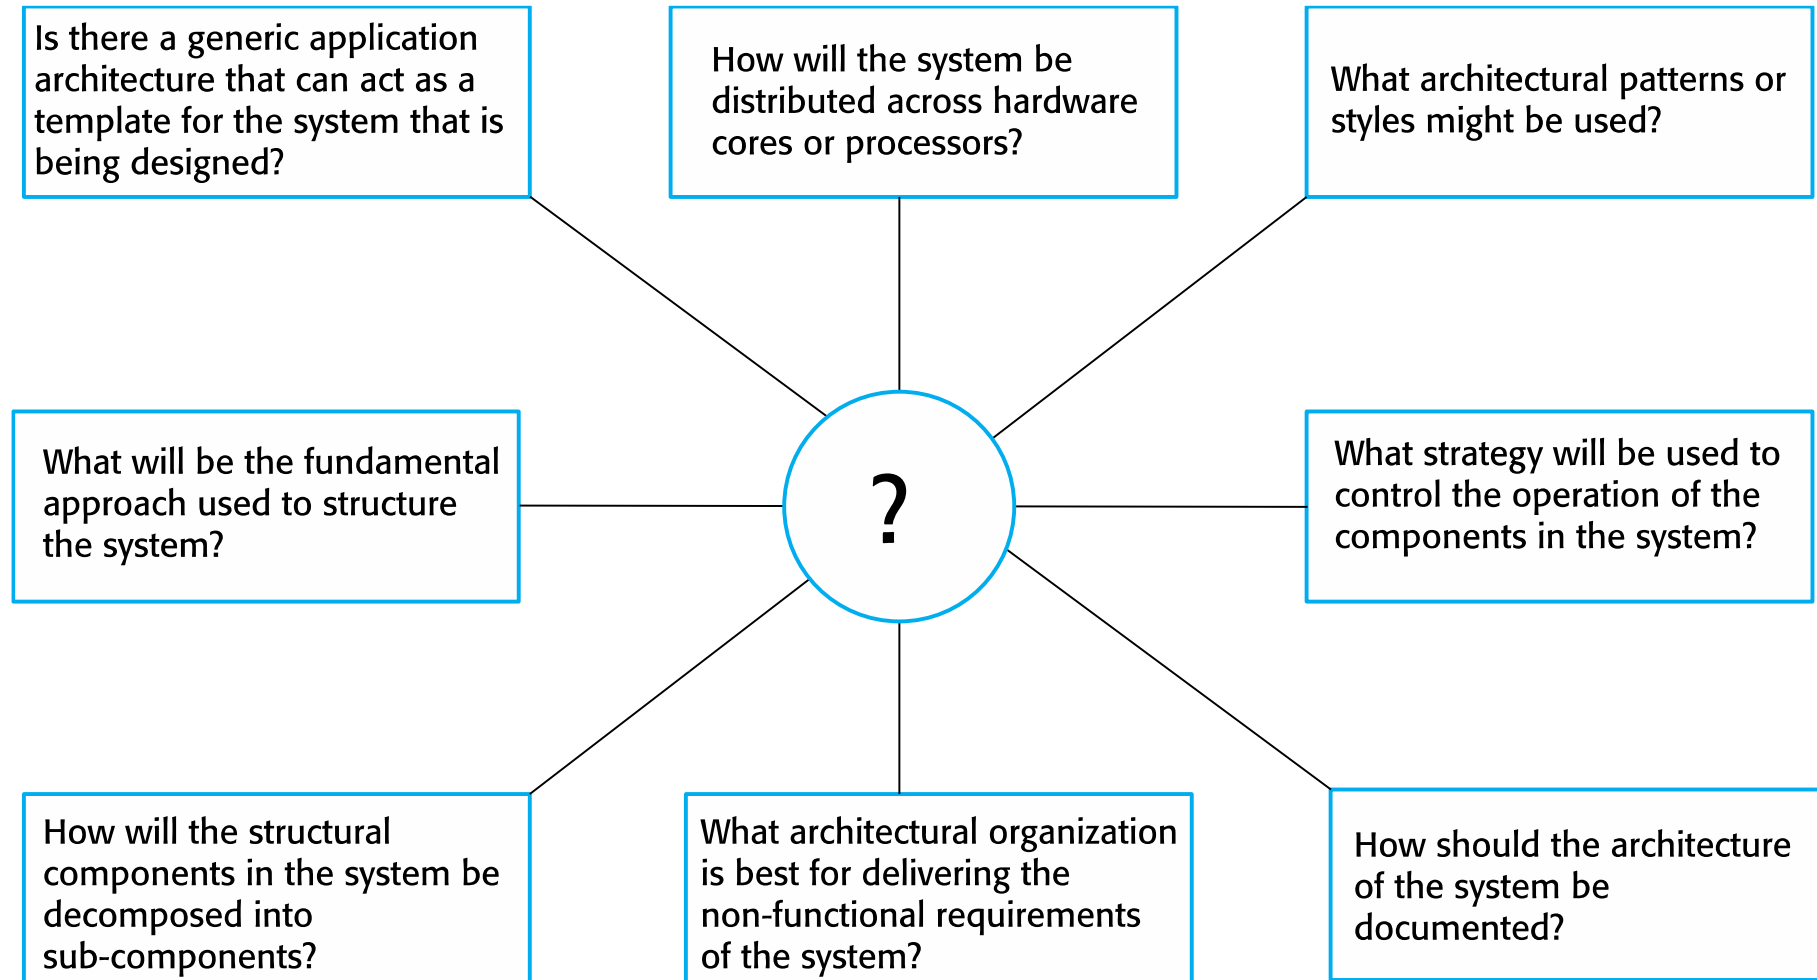 Is there a generic application
architecture that can act as a
template for the system that is
being designed?
How will the system be
distributed across hardware
cores or processors?
What architectural patterns or
styles might be used?
What will be the fundamental
approach used to structure
the system?
?
What strategy will be used to
control the operation of the
components in the system?
How will the structural
components in the system be
decomposed into
sub-components?
What architectural organization
is best for delivering the
non-functional requirements
of the system?
How should the architecture
of the system be
documented?